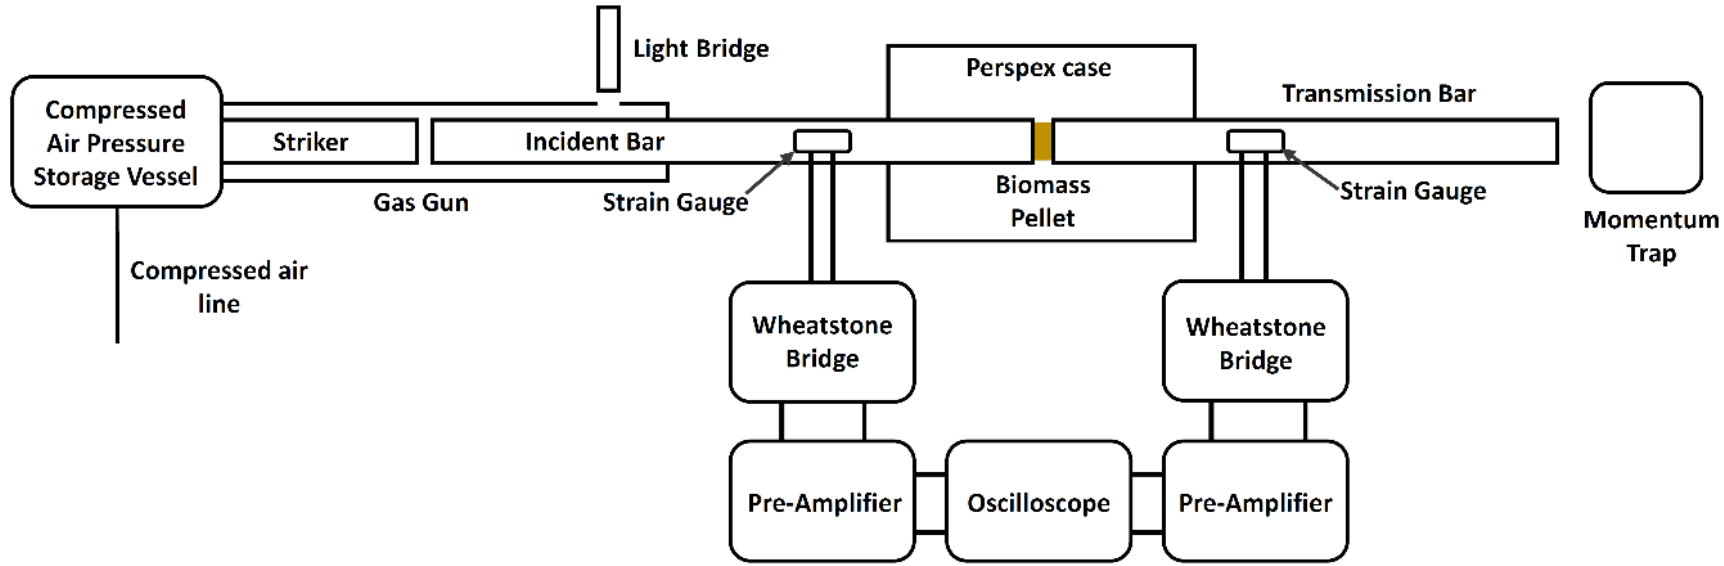 Light Bridge
Perspex case
Transmission Bar
Compressed
Air Pressure
Storage Vessel
Striker
Incident Bar
Gas Gun
Strain Gauge
Biomass
Pellet
Strain Gauge
Momentum
Trap
Compressed air
line
Wheatstone
Bridge
Wheatstone
Bridge
Pre-Amplifier
Oscilloscope
Pre-Amplifier